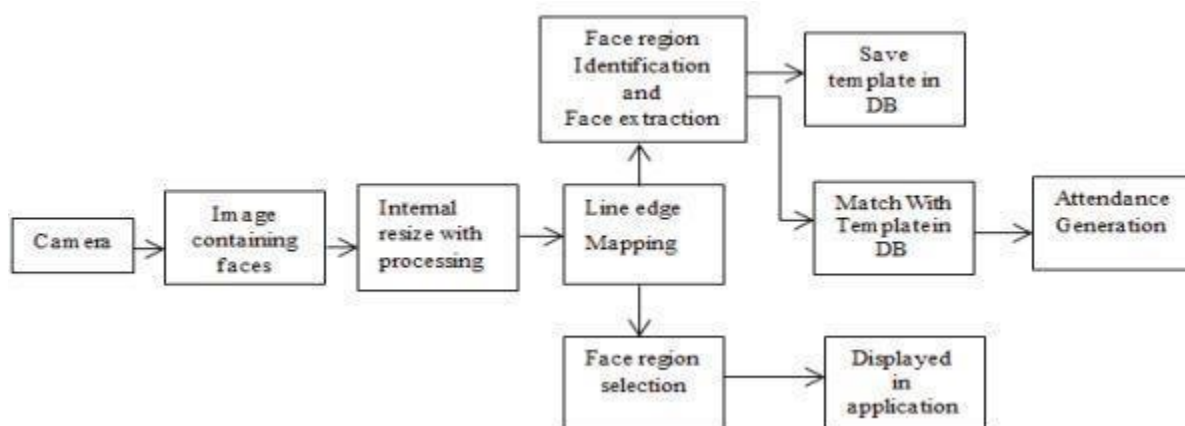 Face region
Identification
and
Face extraction
Save
template in
DB
Camera
Image
containing
faces
Internal
resize with
processing
Line edge
Mapping
Match With
Template in
DB
Attendance
Generation
Face region
selection
Displayed
in
application